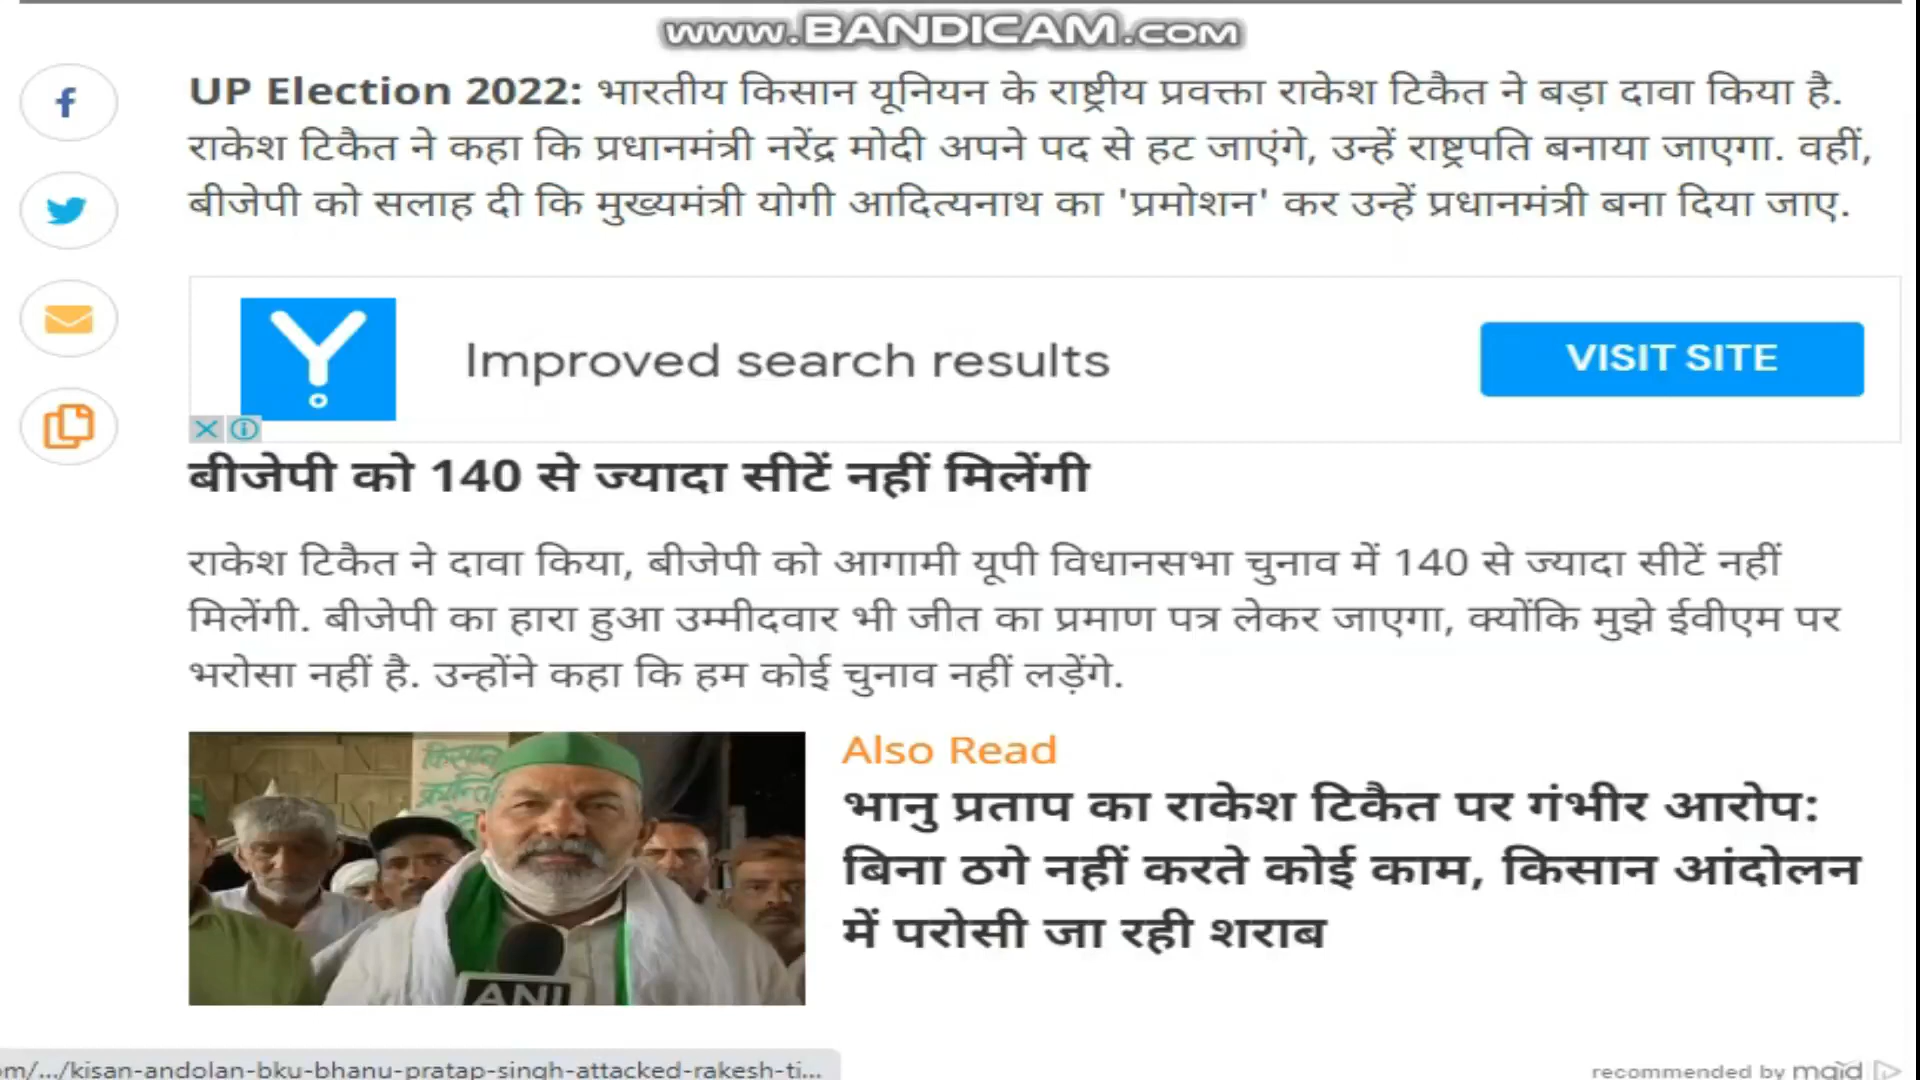 www.BANDICAM.com
UP Election 2022: भारतीय किसान यूनियन के राष्ट्रीय प्रवक्ता राकेश टिकैत ने बड़ा दावा किया है.
राकेश टिकैत ने कहा कि प्रधानमंत्री नरेंद्र मोदी अपने पद से हट जाएंगे, उन्हें राष्ट्रपति बनाया जाएगा. वहीं,
बीजेपी को सलाह दी कि मुख्यमंत्री योगी आदित्यनाथ का 'प्रमोशन' कर उन्हें प्रधानमंत्री बना दिया जाए.
Improved search results
VISIT SITE
बीजेपी को 140 से ज्यादा सीटें नहीं मिलेंगी
राकेश टिकैत ने दावा किया, बीजेपी को आगामी यूपी विधानसभा चुनाव में 140 से ज्यादा सीटें नहीं
मिलेंगी. बीजेपी का हारा हुआ उम्मीदवार भी जीत का प्रमाण पत्र लेकर जाएगा, क्योंकि मुझे ईवीएम पर
भरोसा नहीं है. उन्होंने कहा कि हम कोई चुनाव नहीं लड़ेंगे.
किसान
क्रान्ति
ANI
Also Read
भानु प्रताप का राकेश टिकैत पर गंभीर आरोप:
बिना ठगे नहीं करते कोई काम, किसान आंदोलन
में परोसी जा रही शराब
om/.../kisan-andolan-bku-bhanu-pratap-singh-attacked-rakesh-ti...
recommended by